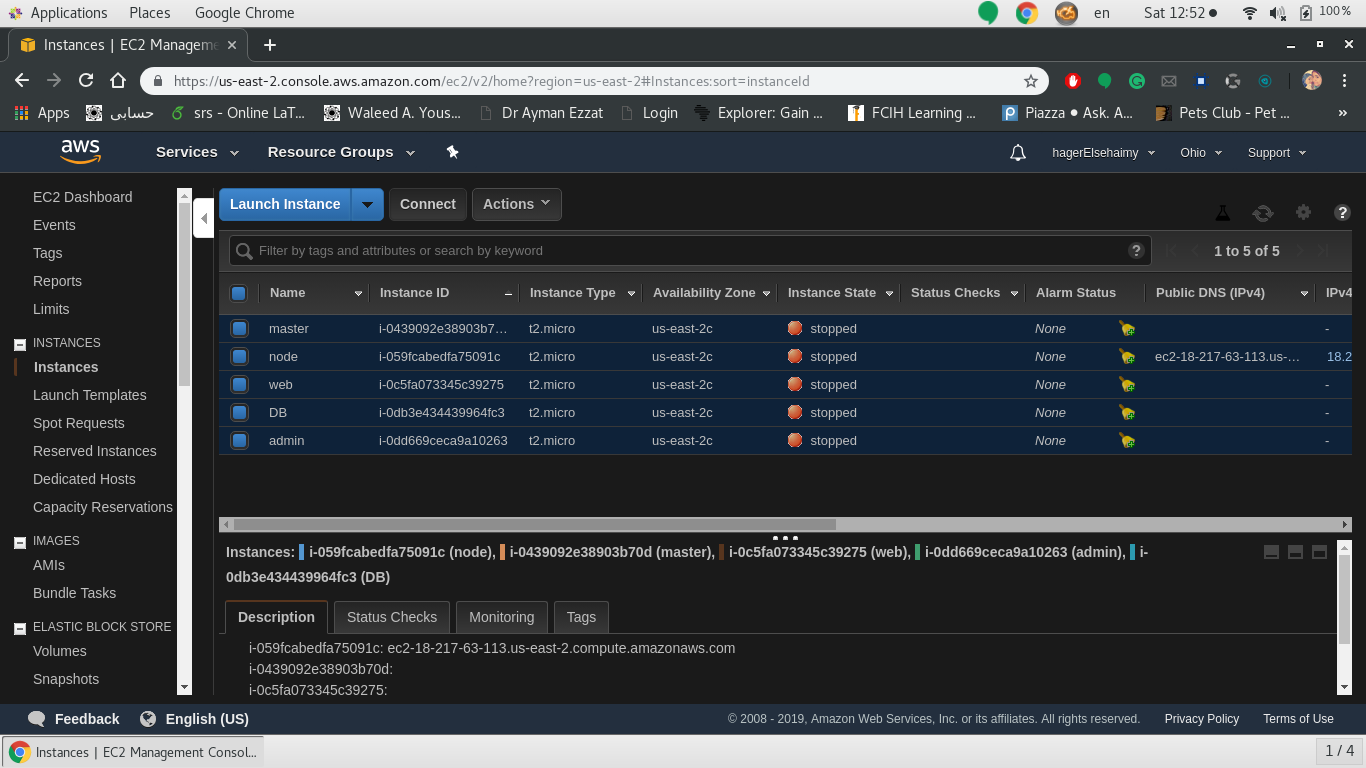 Applications Places Google Chrome en Sat 12:52 100%
Instances | EC2 Managem
https://us-east-2.console.aws.amazon.com/ec2/v2/home?region=us-east-2#Instances:sort=instanceId
Apps حسابى srs - Online LaT… Waleed A. Yous… Dr Ayman Ezzat Login Explorer: Gain … FCIH Learning … Piazza • Ask. A… Pets Club - Pet … »
aws Services Resource Groups hagerElsehaimy Ohio Support
EC2 Dashboard
Events
Tags
Reports
Limits
INSTANCES
Instances
Launch Templates
Spot Requests
Reserved Instances
Dedicated Hosts
Capacity Reservations
IMAGES
AMIs
Bundle Tasks
ELASTIC BLOCK STORE
Volumes
Snapshots
Launch Instance Connect Actions
Filter by tags and attributes or search by keyword 1 to 5 of 5
Name Instance ID Instance Type Availability Zone Instance State Status Checks Alarm Status Public DNS (IPv4) IPv4
master i-0439092e38903b7… t2.micro us-east-2c stopped None -
node i-059fcabedfa75091c t2.micro us-east-2c stopped None ec2-18-217-63-113.us-… 18.2
web i-0c5fa073345c39275 t2.micro us-east-2c stopped None -
DB i-0db3e434439964fc3 t2.micro us-east-2c stopped None -
admin i-0dd669ceca9a10263 t2.micro us-east-2c stopped None -
Instances: i-059fcabedfa75091c (node), i-0439092e38903b70d (master), i-0c5fa073345c39275 (web), i-0dd669ceca9a10263 (admin), i-
0db3e434439964fc3 (DB)
Description Status Checks Monitoring Tags
i-059fcabedfa75091c: ec2-18-217-63-113.us-east-2.compute.amazonaws.com
i-0439092e38903b70d:
i-0c5fa073345c39275:
Feedback English (US) © 2008 - 2019, Amazon Web Services, Inc. or its affiliates. All rights reserved. Privacy Policy Terms of Use
Instances | EC2 Management Consol… 1 / 4